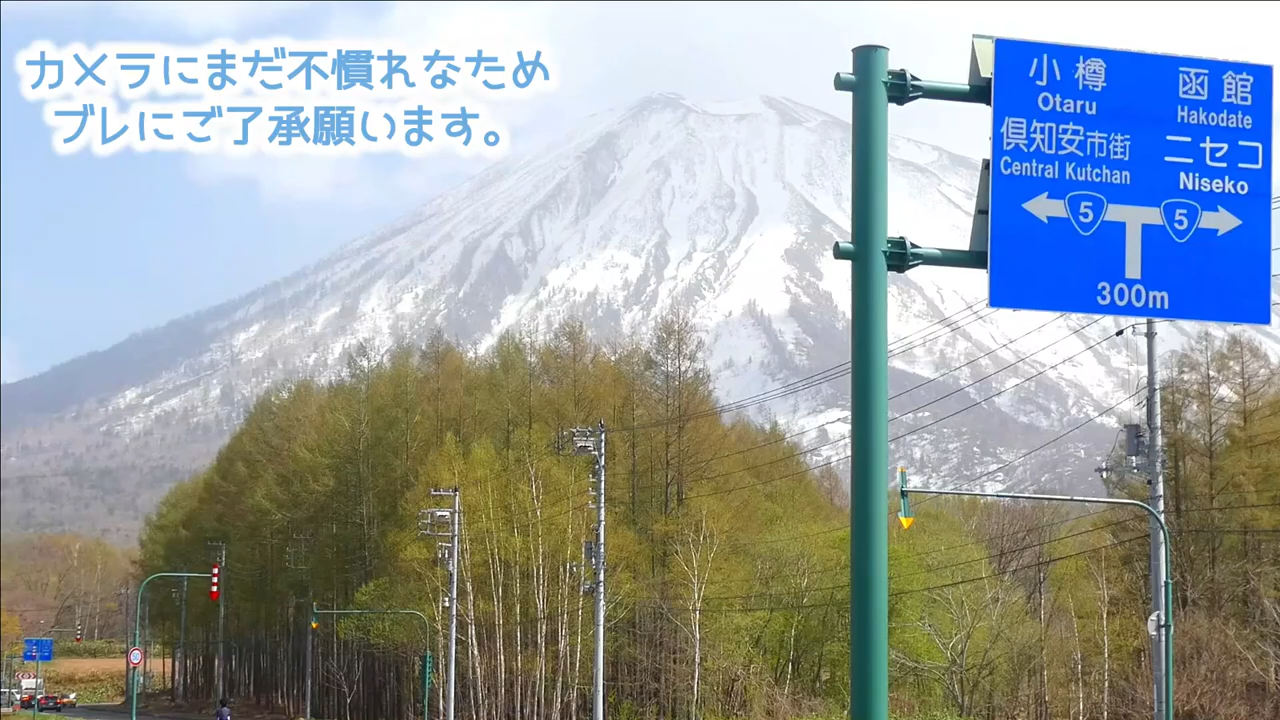 カメラにまだ不慣れなため
ブレにご了承願います。
小樽
Otaru
倶知安市街
Central Kutchan
函館
Hakodate
ニセコ
Niseko
5
5
300m